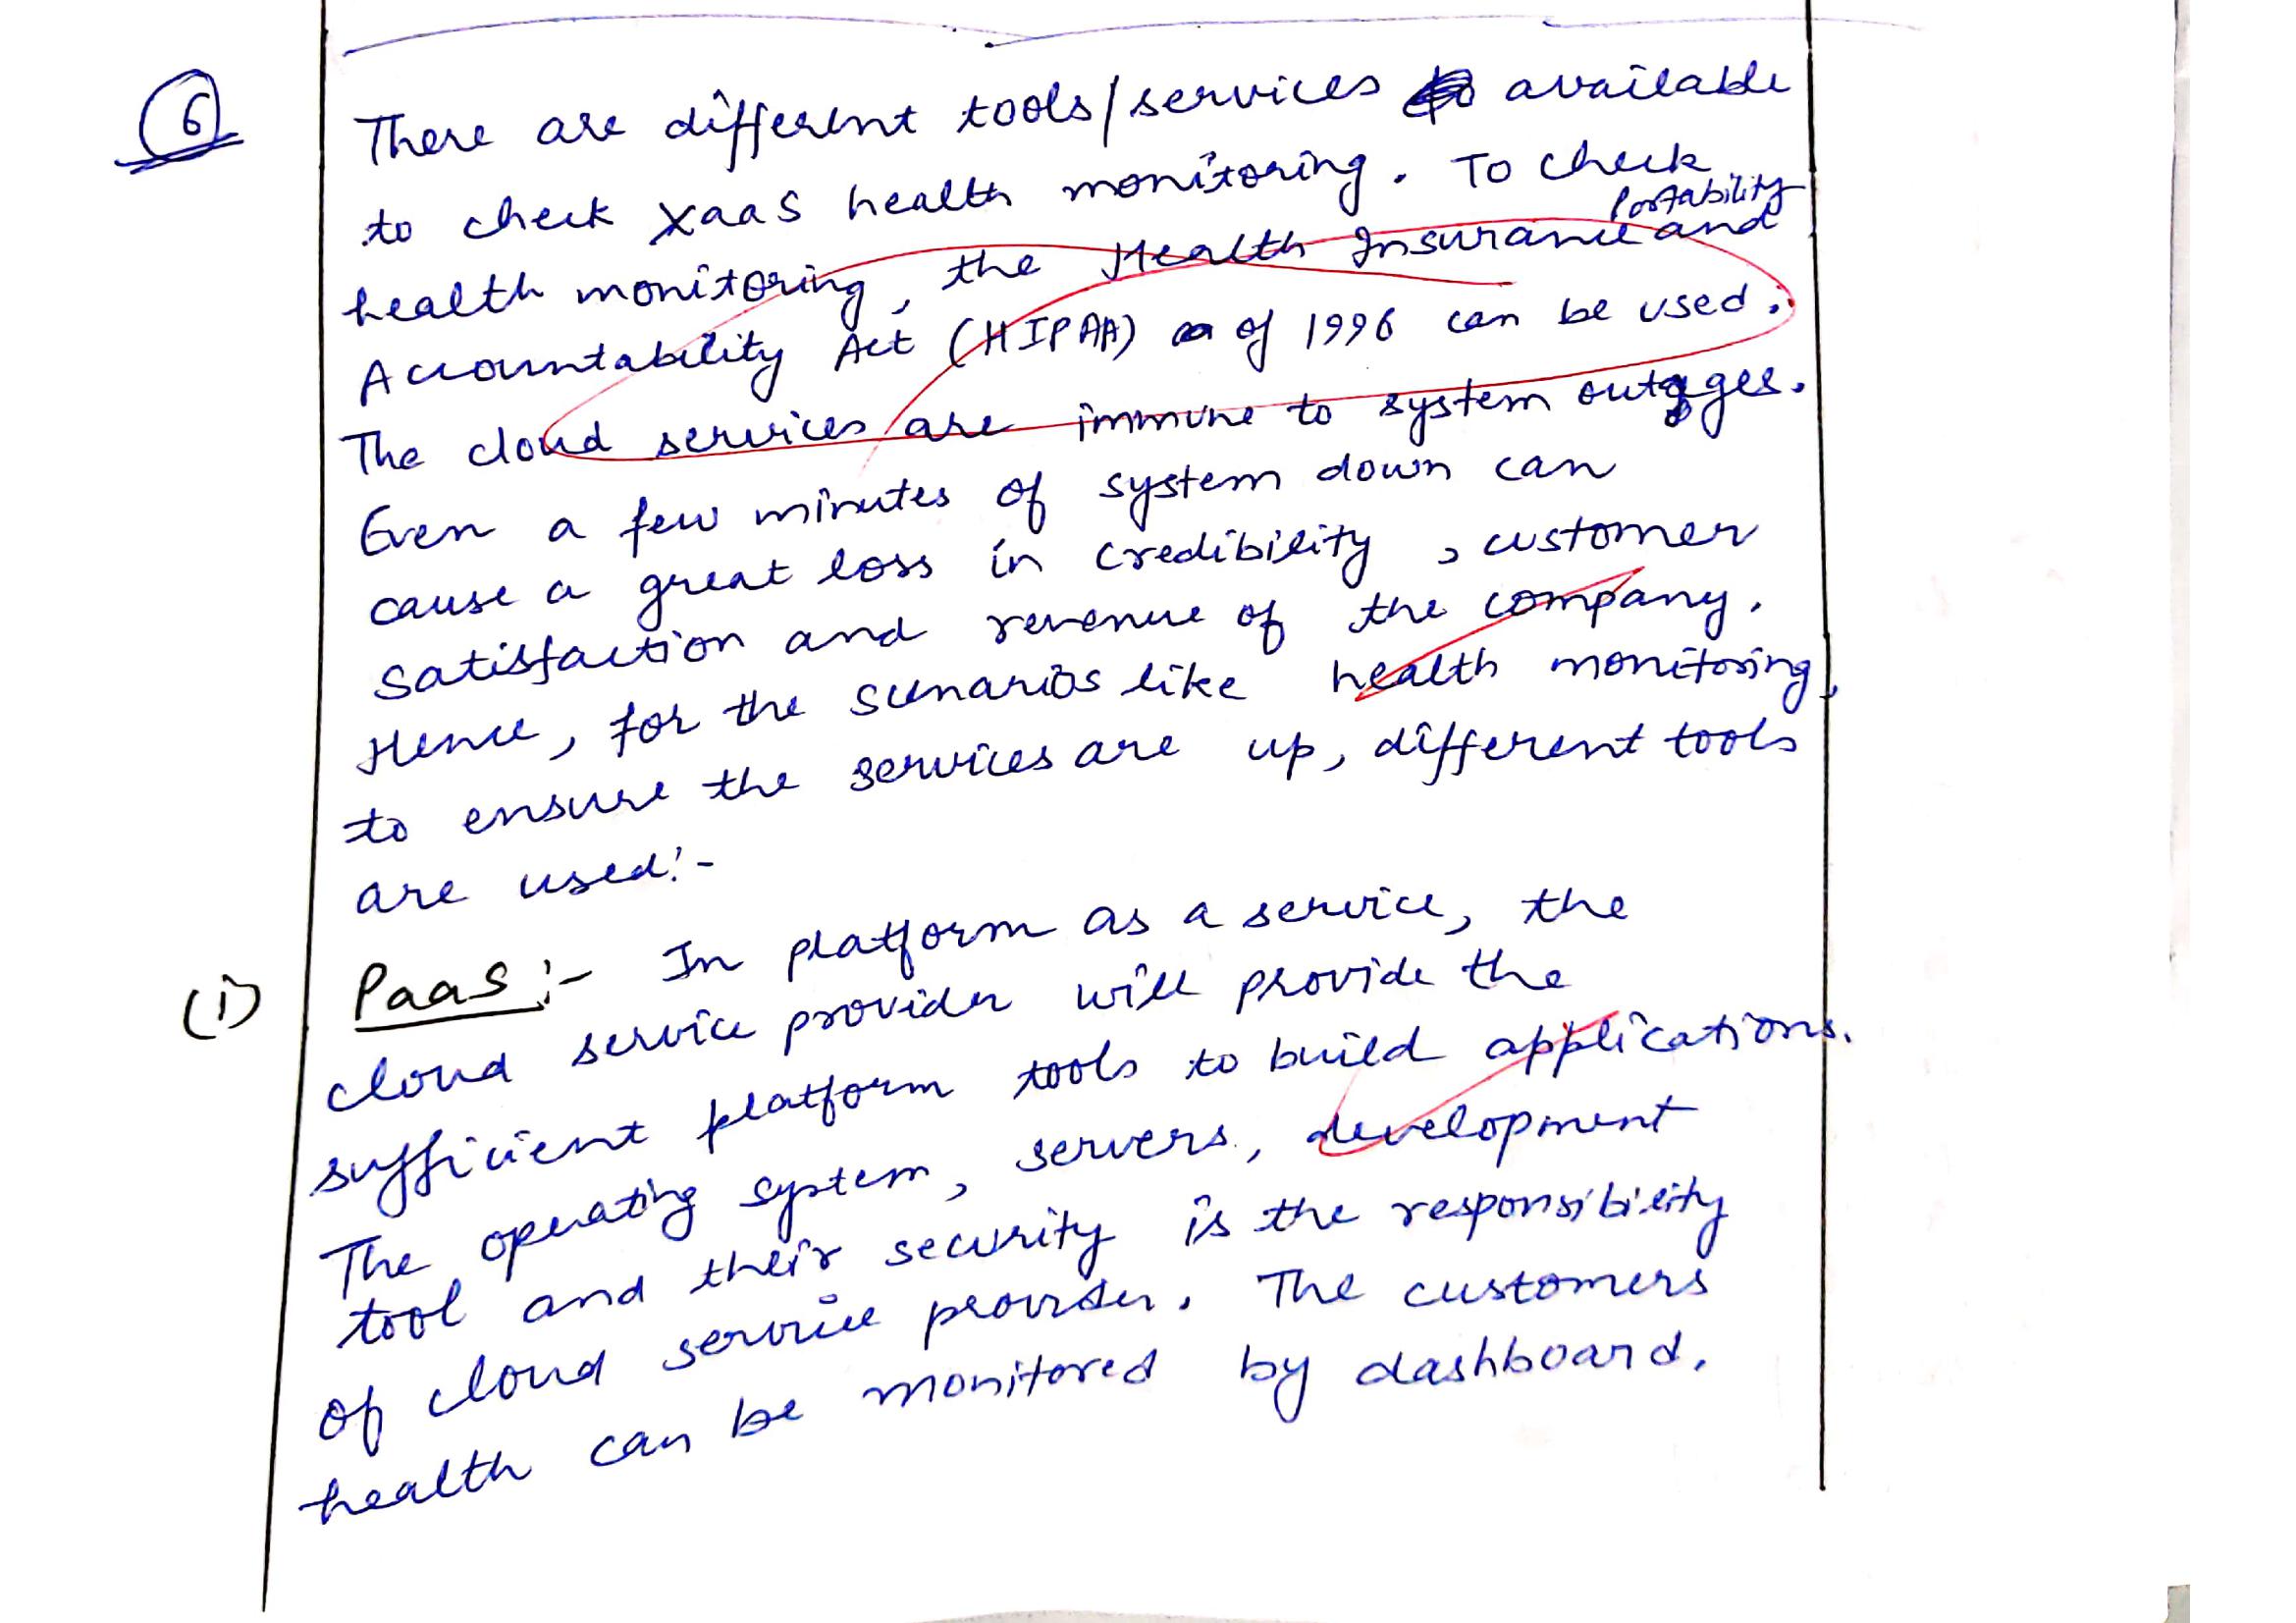 6
There are different tools/services available
to check XaaS health monitoring. To check
health monitoring, the Health Insurance Portability and
Accountability Act (HIPAA) of 1996 can be used.
The cloud services are immune to system outages.
Even a few minutes of system down can
cause a great loss in credibility, customer
satisfaction and revenue of the company.
Hence, for the scenarios like health monitoring,
to ensure the services are up, different tools
are used:-
(i) PaaS:- In platform as a service, the
cloud service provider will provide the
sufficient platform tools to build applications.
The operating system, servers, development
tool and their security is the responsibility
of cloud service provider. The customers
health can be monitored by dashboard.